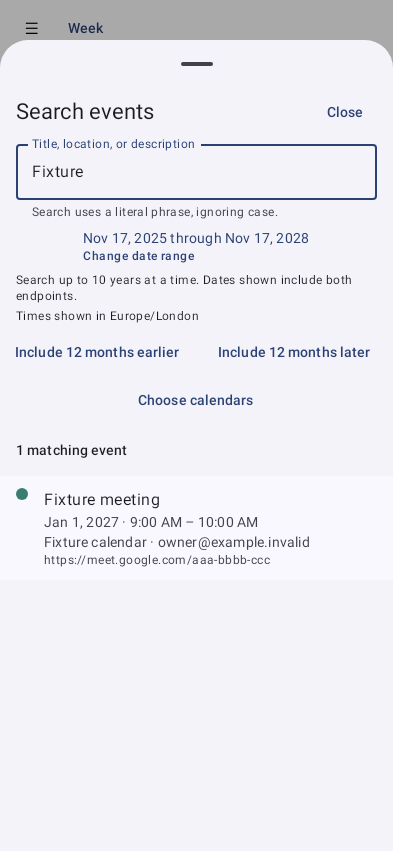 ☰ Week
Search events
Close
Title, location, or description
Fixture
Search uses a literal phrase, ignoring case.
Nov 17, 2025 through Nov 17, 2028
Change date range
Search up to 10 years at a time. Dates shown include both
endpoints.
Times shown in Europe/London
Include 12 months earlier
Include 12 months later
Choose calendars
1 matching event
Fixture meeting
Jan 1, 2027 · 9:00 AM – 10:00 AM
Fixture calendar · owner@example.invalid
https://meet.google.com/aaa-bbbb-ccc